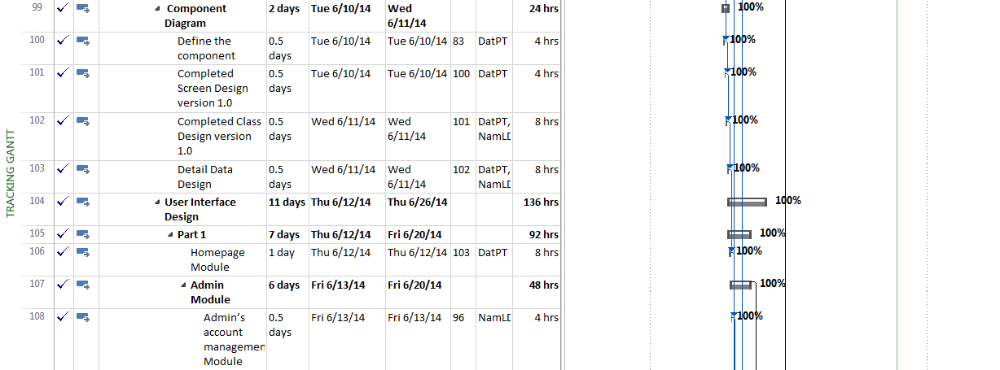 99 Component 2 days Tue 6/10/14 Wed 24 hrs 100%
Diagram 6/11/14
100 Define the 0.5 Tue 6/10/14 Tue 6/10/14 83 DatPT 4 hrs 100%
component days
101 Completed 0.5 Tue 6/10/14 Tue 6/10/14 100 DatPT 4 hrs 100%
Screen Design days
version 1.0
102 Completed Class 0.5 Wed 6/11/14 Wed 101 DatPT, 8 hrs 100%
Design version days 6/11/14 NamLD
1.0
103 Detail Data 0.5 Wed 6/11/14 Wed 102 DatPT, 8 hrs 100%
Design days 6/11/14 NamLD
104 User Interface 11 days Thu 6/12/14 Thu 6/26/14 136 hrs 100%
Design
105 Part 1 7 days Thu 6/12/14 Fri 6/20/14 92 hrs 100%
106 Homepage 1 day Thu 6/12/14 Thu 6/12/14 103 DatPT 8 hrs 100%
Module
107 Admin 6 days Fri 6/13/14 Fri 6/20/14 48 hrs 100%
Module
108 Admin's 0.5 Fri 6/13/14 Fri 6/13/14 96 NamLD 4 hrs 100%
account days
managemen
Module
TRACKING GANTT